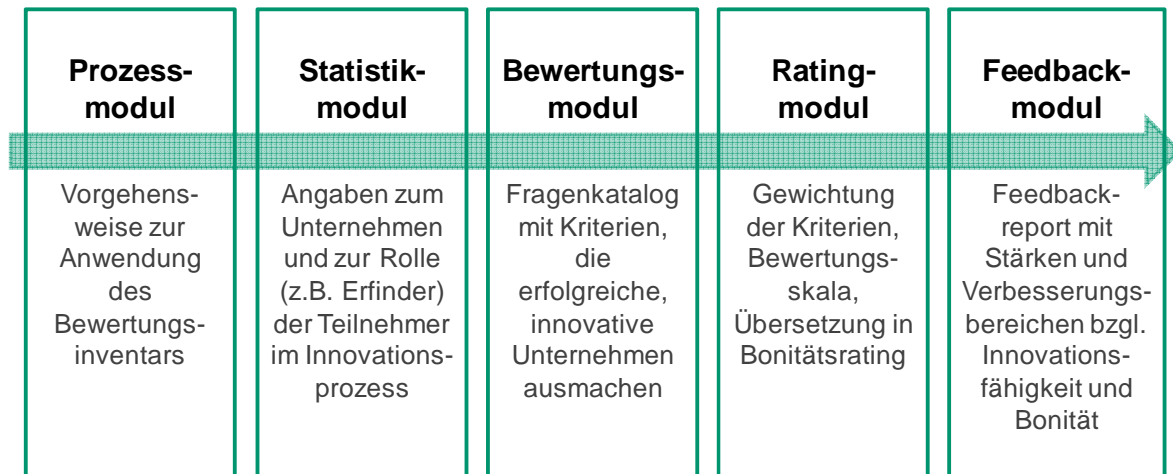 Prozess-
modul
Vorgehens-
weise zur
Anwendung
des
Bewertungs-
inventars
Statistik-
modul
Angaben zum
Unternehmen
und zur Rolle
(z.B. Erfinder)
der Teilnehmer
im Innovations-
prozess
Bewertungs-
modul
Fragenkatalog
mit Kriterien,
die
erfolgreiche,
innovative
Unternehmen
ausmachen
Rating-
modul
Gewichtung
der Kriterien,
Bewertungs-
skala,
Übersetzung in
Bonitätsrating
Feedback-
modul
Feedback-
report mit
Stärken und
Verbesserungs-
bereichen bzgl.
Innovations-
fähigkeit und
Bonität